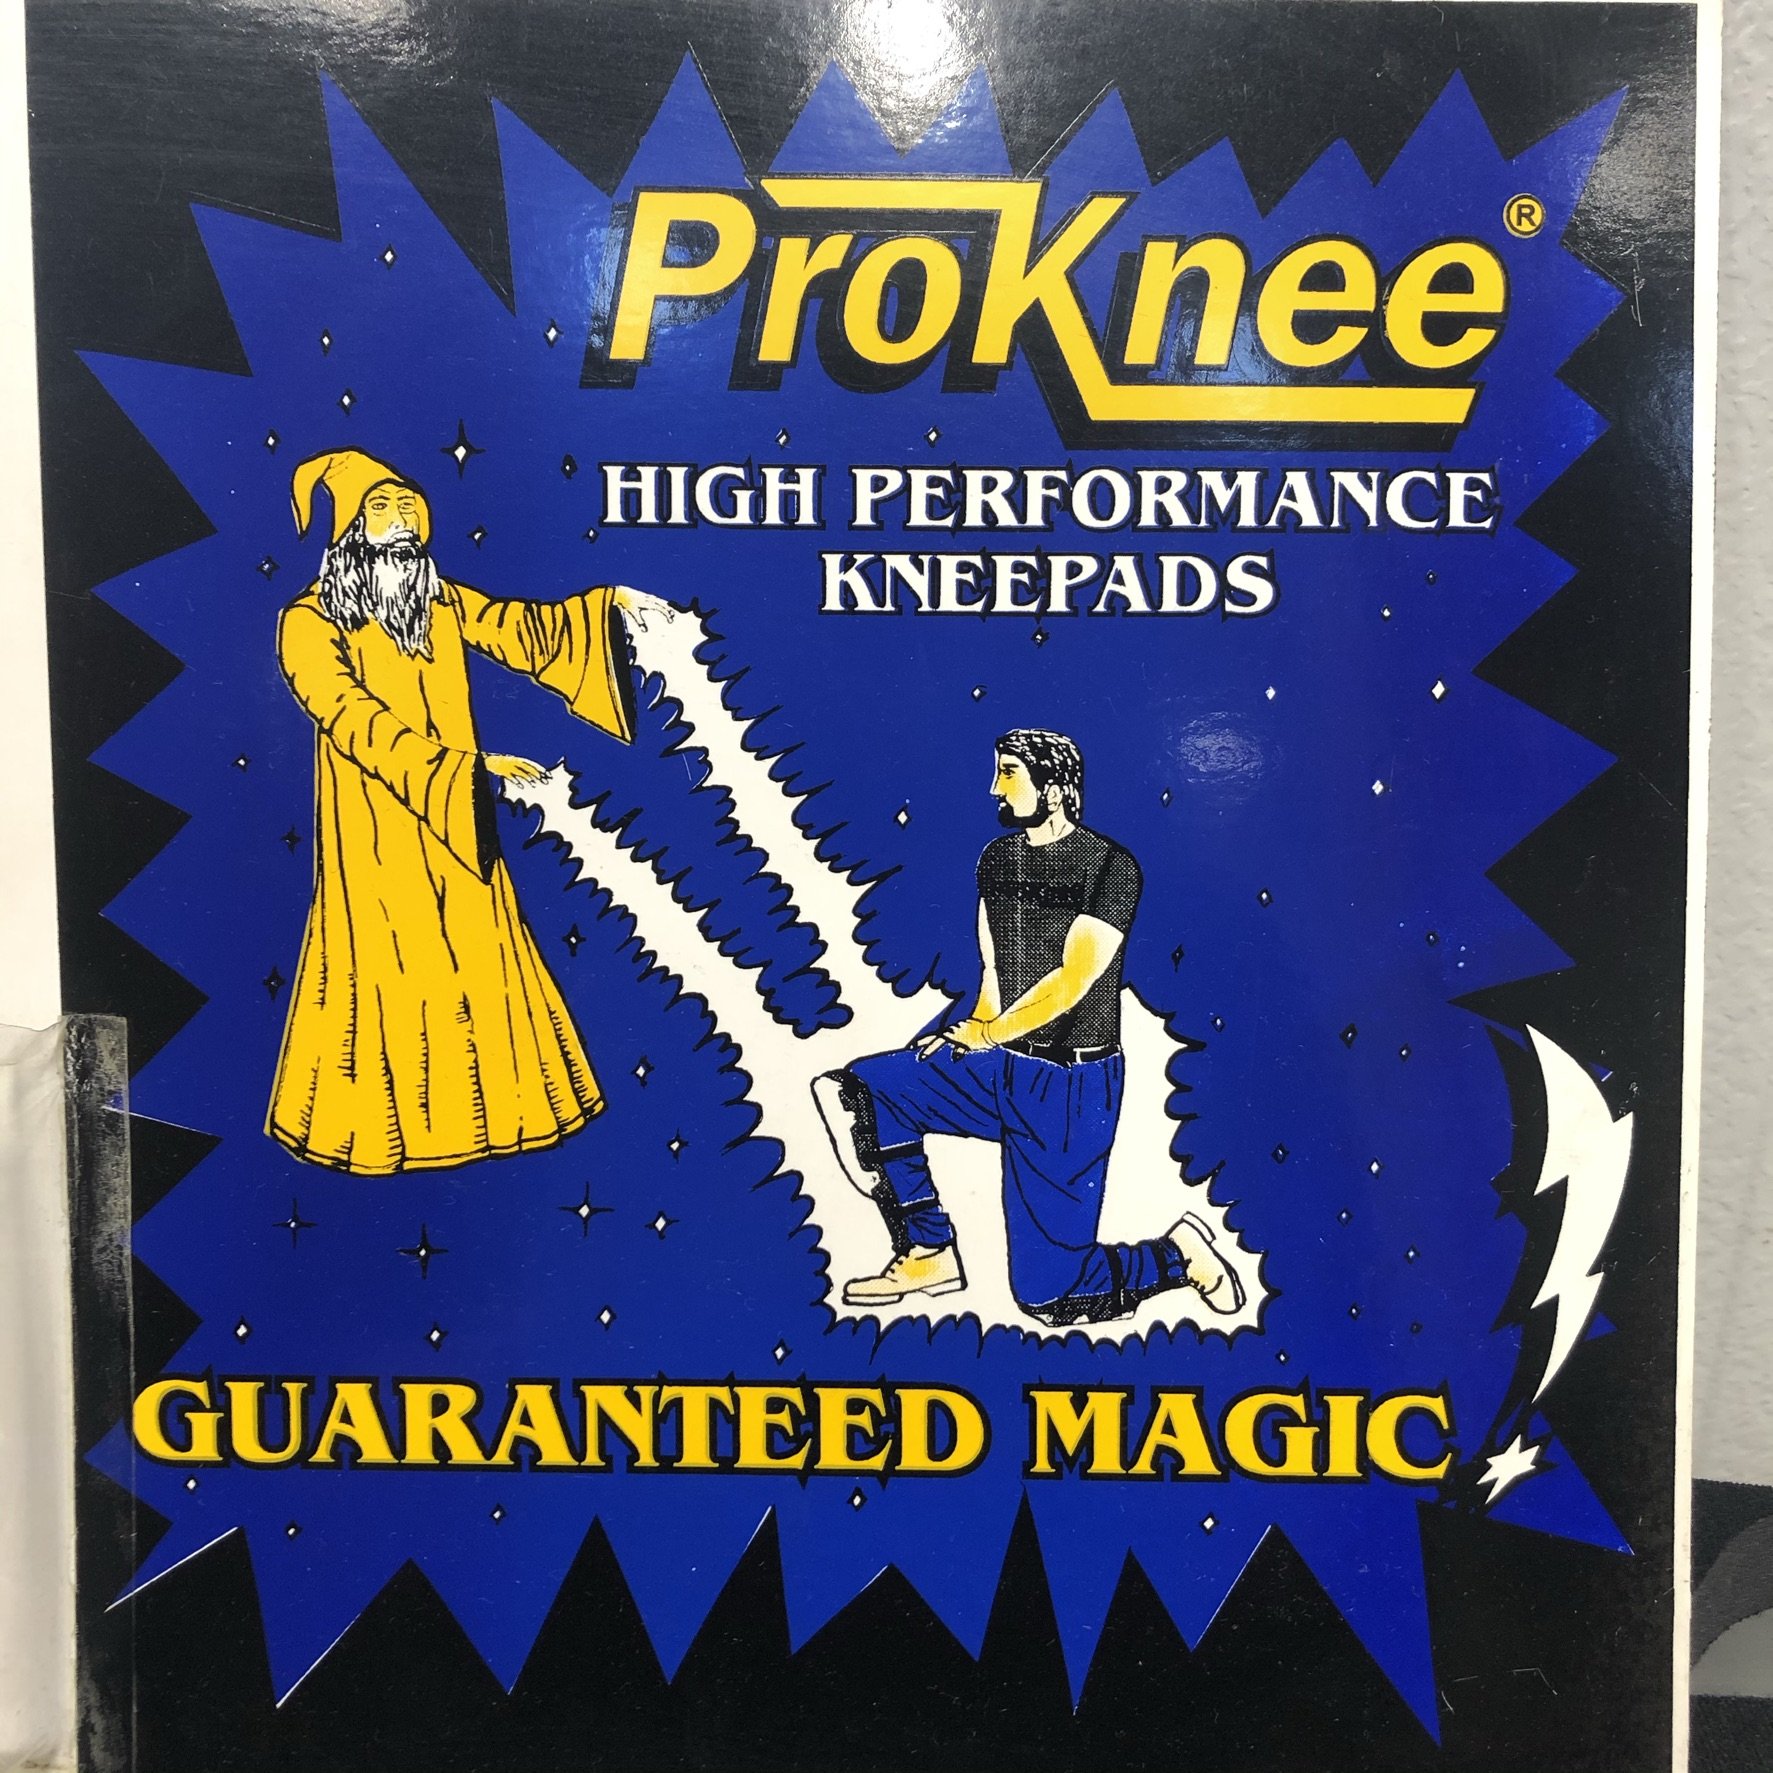 ProKnee®
HIGH PERFORMANCE
KNEEPADS
GUARANTEED MAGIC!